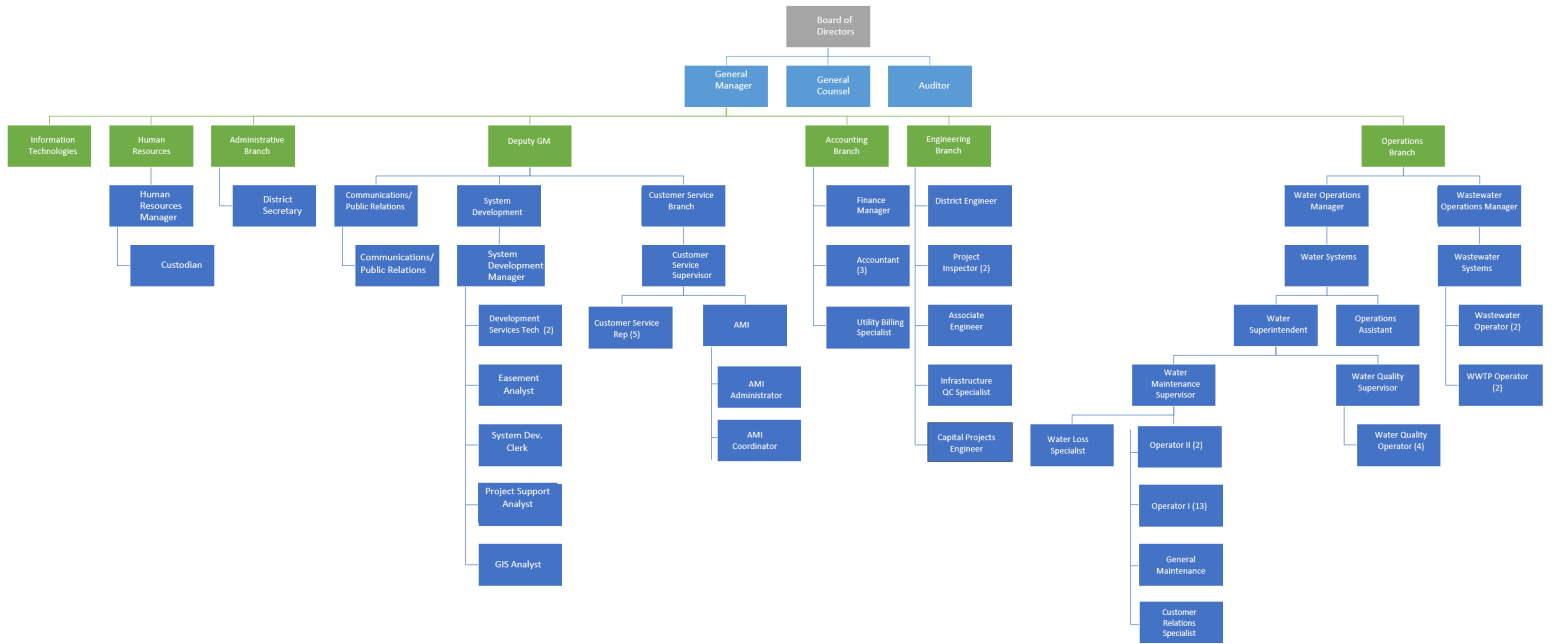 Board of
Directors
General
Manager
General
Counsel
Auditor
Information
Technologies
Human
Resources
Administrative
Branch
Deputy GM
Accounting
Branch
Engineering
Branch
Operations
Branch
Human
Resources
Manager
District
Secretary
Communications/
Public Relations
System
Development
Customer Service
Branch
Finance
Manager
District Engineer
Water Operations
Manager
Wastewater
Operations Manager
Custodian
Communications/
Public Relations
System
Development
Manager
Customer
Service
Supervisor
Accountant
(3)
Project
Inspector (2)
Water Systems
Wastewater
Systems
Development
Services Tech (2)
Customer Service
Rep (5)
AMI
Utility Billing
Specialist
Associate
Engineer
Water
Superintendent
Operations
Assistant
Wastewater
Operator (2)
Easement
Analyst
AMI
Administrator
Infrastructure
QC Specialist
Water
Maintenance
Supervisor
Water Quality
Supervisor
WWTP Operator
(2)
System Dev.
Clerk
AMI
Coordinator
Capital Projects
Engineer
Water Loss
Specialist
Operator II (2)
Water Quality
Operator (4)
Project Support
Analyst
Operator I (13)
GIS Analyst
General
Maintenance
Customer
Relations
Specialist